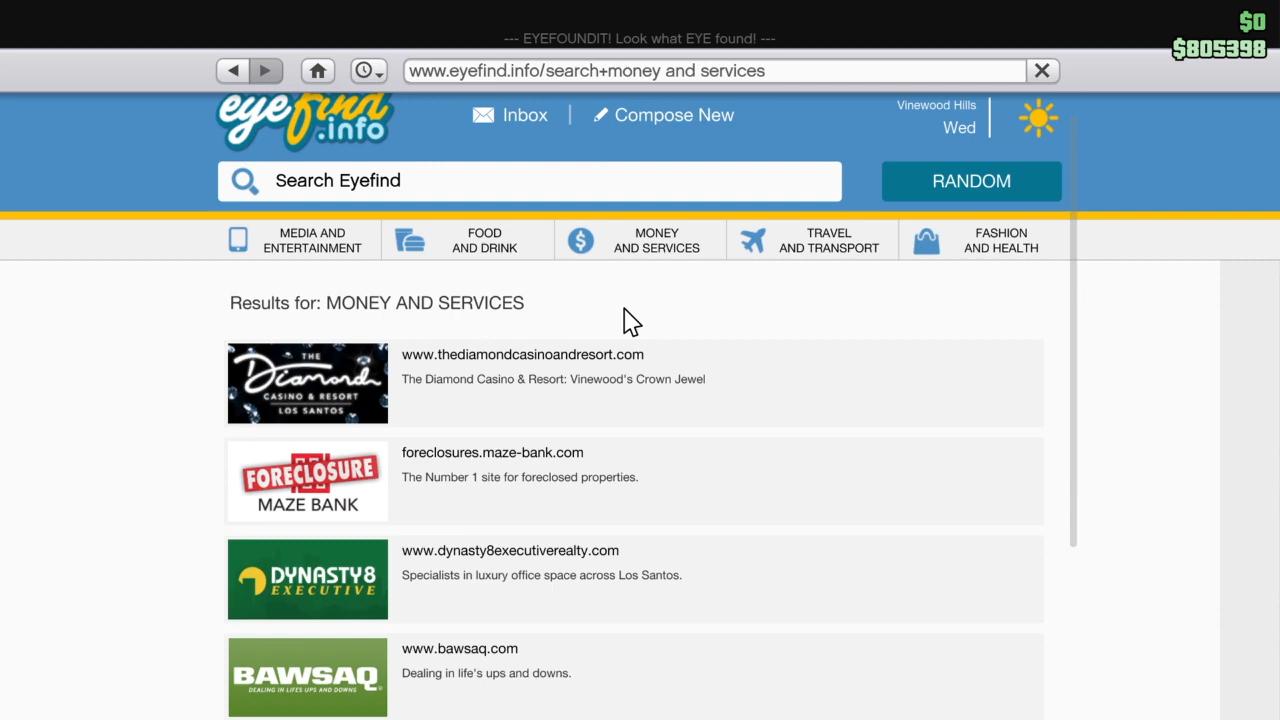 $0
--- EYEFOUNDIT! Look what EYE found! ---
$805398
www.eyefind.info/search+money and services
eyefind
.info
Inbox
Compose New
Vinewood Hills
Wed
Search Eyefind
RANDOM
MEDIA AND
ENTERTAINMENT
FOOD
AND DRINK
MONEY
AND SERVICES
TRAVEL
AND TRANSPORT
FASHION
AND HEALTH
Results for: MONEY AND SERVICES
THE
Diamond
CASINO & RESORT
LOS SANTOS
www.thediamondcasinoandresort.com
The Diamond Casino & Resort: Vinewood's Crown Jewel
FORECLOSURE
MAZE BANK
foreclosures.maze-bank.com
The Number 1 site for foreclosed properties.
DYNASTY8
EXECUTIVE
www.dynasty8executiverealty.com
Specialists in luxury office space across Los Santos.
BAWSAQ
DEALING IN LIFES UPS AND DOWNS
www.bawsaq.com
Dealing in life's ups and downs.